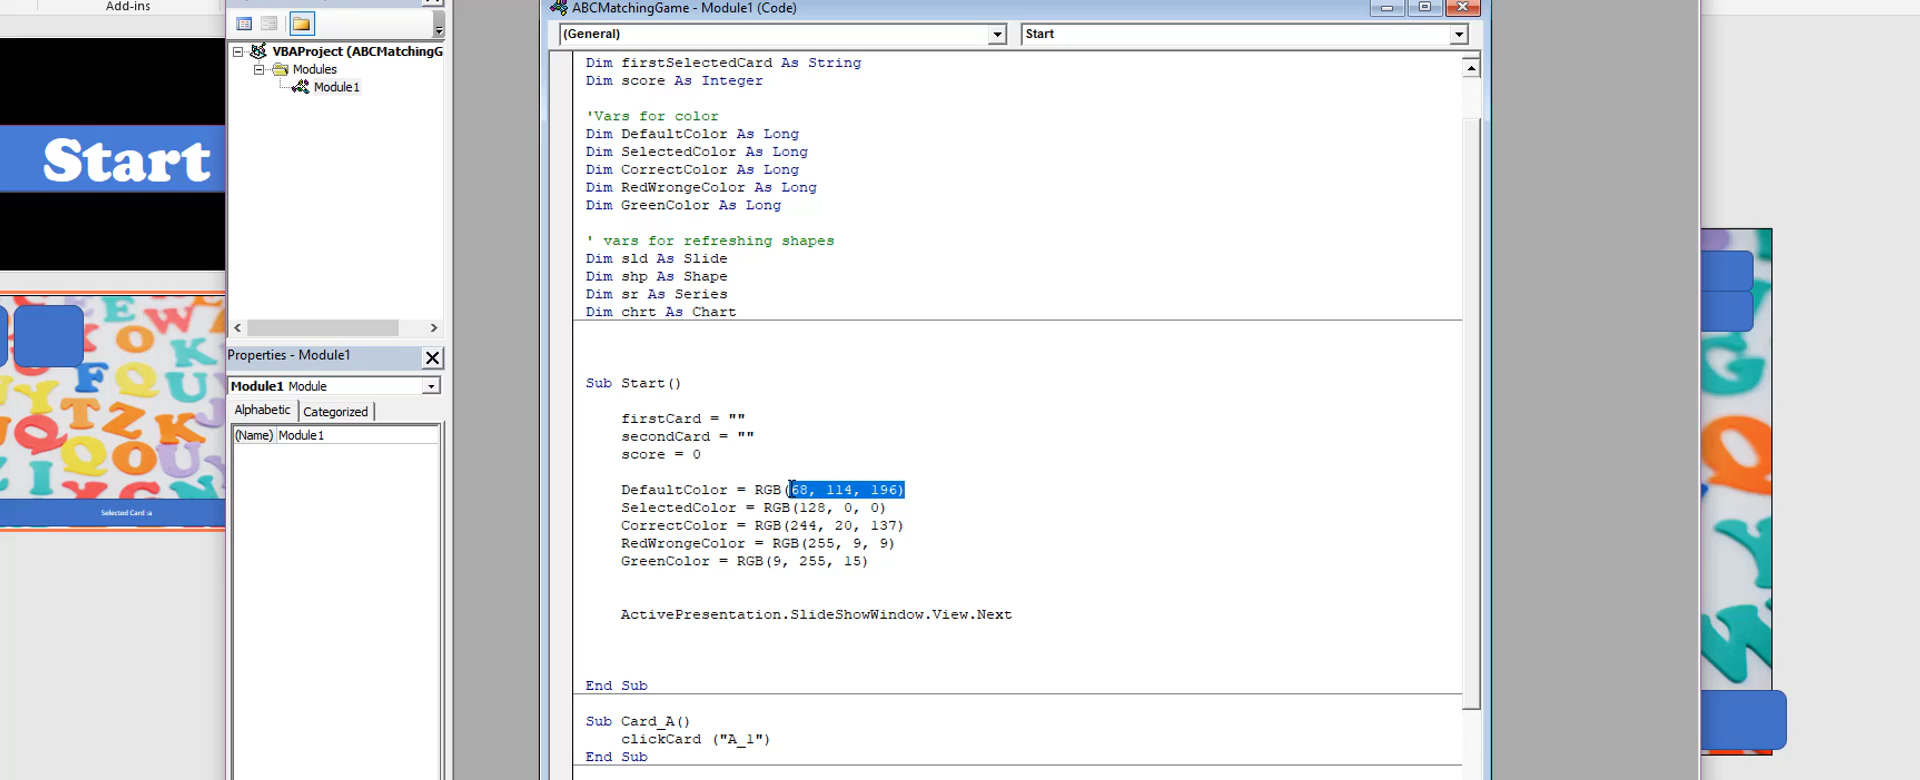 Add-ins
ABCMatchingGame - Module1 (Code)
(General)
Start
VBAProject (ABCMatchingG
Modules
Module1
Start
Selected Card :a
Properties - Module1
Module1 Module
Alphabetic
Categorized
(Name) Module1
Dim firstSelectedCard As String
Dim score As Integer
'Vars for color
Dim DefaultColor As Long
Dim SelectedColor As Long
Dim CorrectColor As Long
Dim RedWrongeColor As Long
Dim GreenColor As Long
' vars for refreshing shapes
Dim sld As Slide
Dim shp As Shape
Dim sr As Series
Dim chrt As Chart
Sub Start()
firstCard = ""
secondCard = ""
score = 0
DefaultColor = RGB(68, 114, 196)
SelectedColor = RGB(128, 0, 0)
CorrectColor = RGB(244, 20, 137)
RedWrongeColor = RGB(255, 9, 9)
GreenColor = RGB(9, 255, 15)
ActivePresentation.SlideShowWindow.View.Next
End Sub
Sub Card_A()
clickCard ("A_1")
End Sub